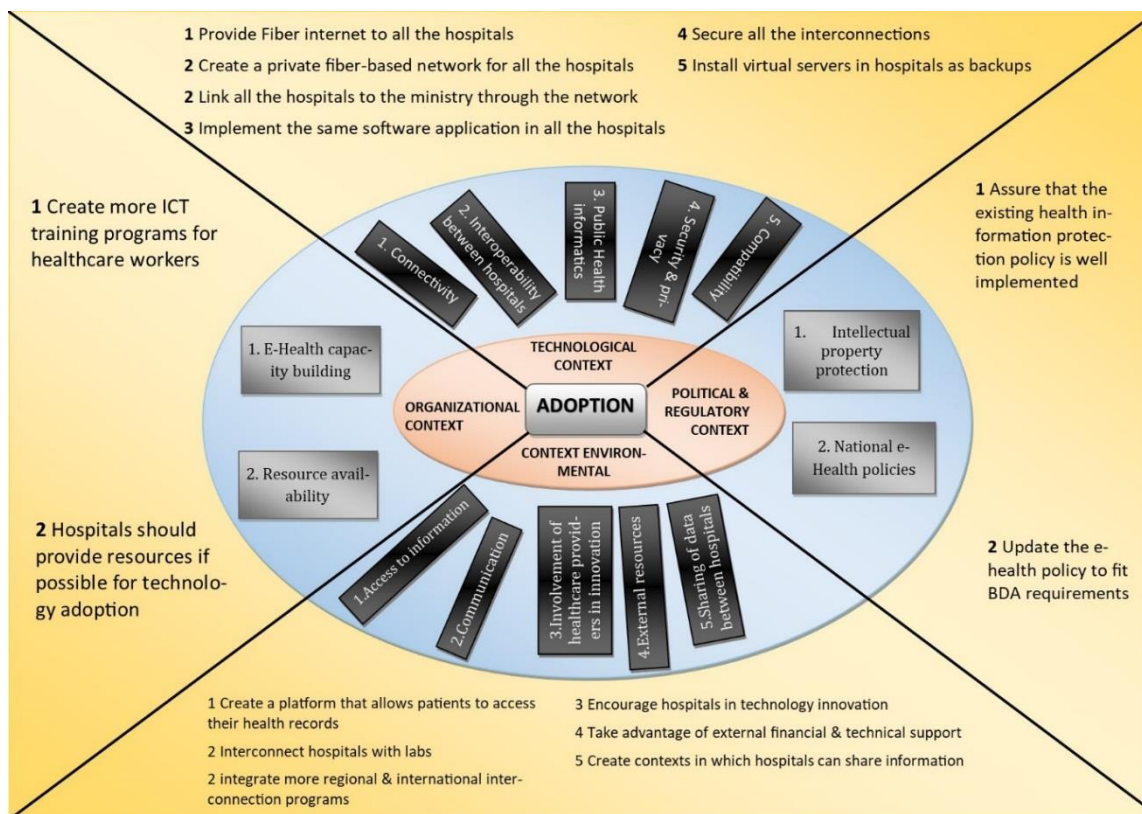 1 Provide Fiber internet to all the hospitals
2 Create a private fiber-based network for all the hospitals
2 Link all the hospitals to the ministry through the network
3 Implement the same software application in all the hospitals
4 Secure all the interconnections
5 Install virtual servers in hospitals as backups
1 Create more ICT
training programs for
healthcare workers
2 Hospitals should
provide resources if
possible for technolo-
gy adoption
1. Connectivity
2. Interoperability
between hospitals
3. Public Health
informatics
4. Security & pri-
vacy
5. Compatibility
1. E-Health capac-
ity building
2. Resource avail-
ability
TECHNOLOGICAL
CONTEXT
ORGANIZATIONAL
CONTEXT
ADOPTION
POLITICAL &
REGULATORY
CONTEXT
CONTEXT ENVIRON-
MENTAL
1. Intellectual
property
protection
2. National e-
Health policies
1 Assure that the
existing health in-
formation protec-
tion policy is well
implemented
2 Update the e-
health policy to fit
BDA requirements
1.Access to information
2.Communication
3.Involvement of
healthcare provid-
ers in innovation
4.External resources
5.Sharing of data
between hospitals
1 Create a platform that allows patients to access
their health records
2 Interconnect hospitals with labs
2 integrate more regional & international inter-
connection programs
3 Encourage hospitals in technology innovation
4 Take advantage of external financial & technical support
5 Create contexts in which hospitals can share information